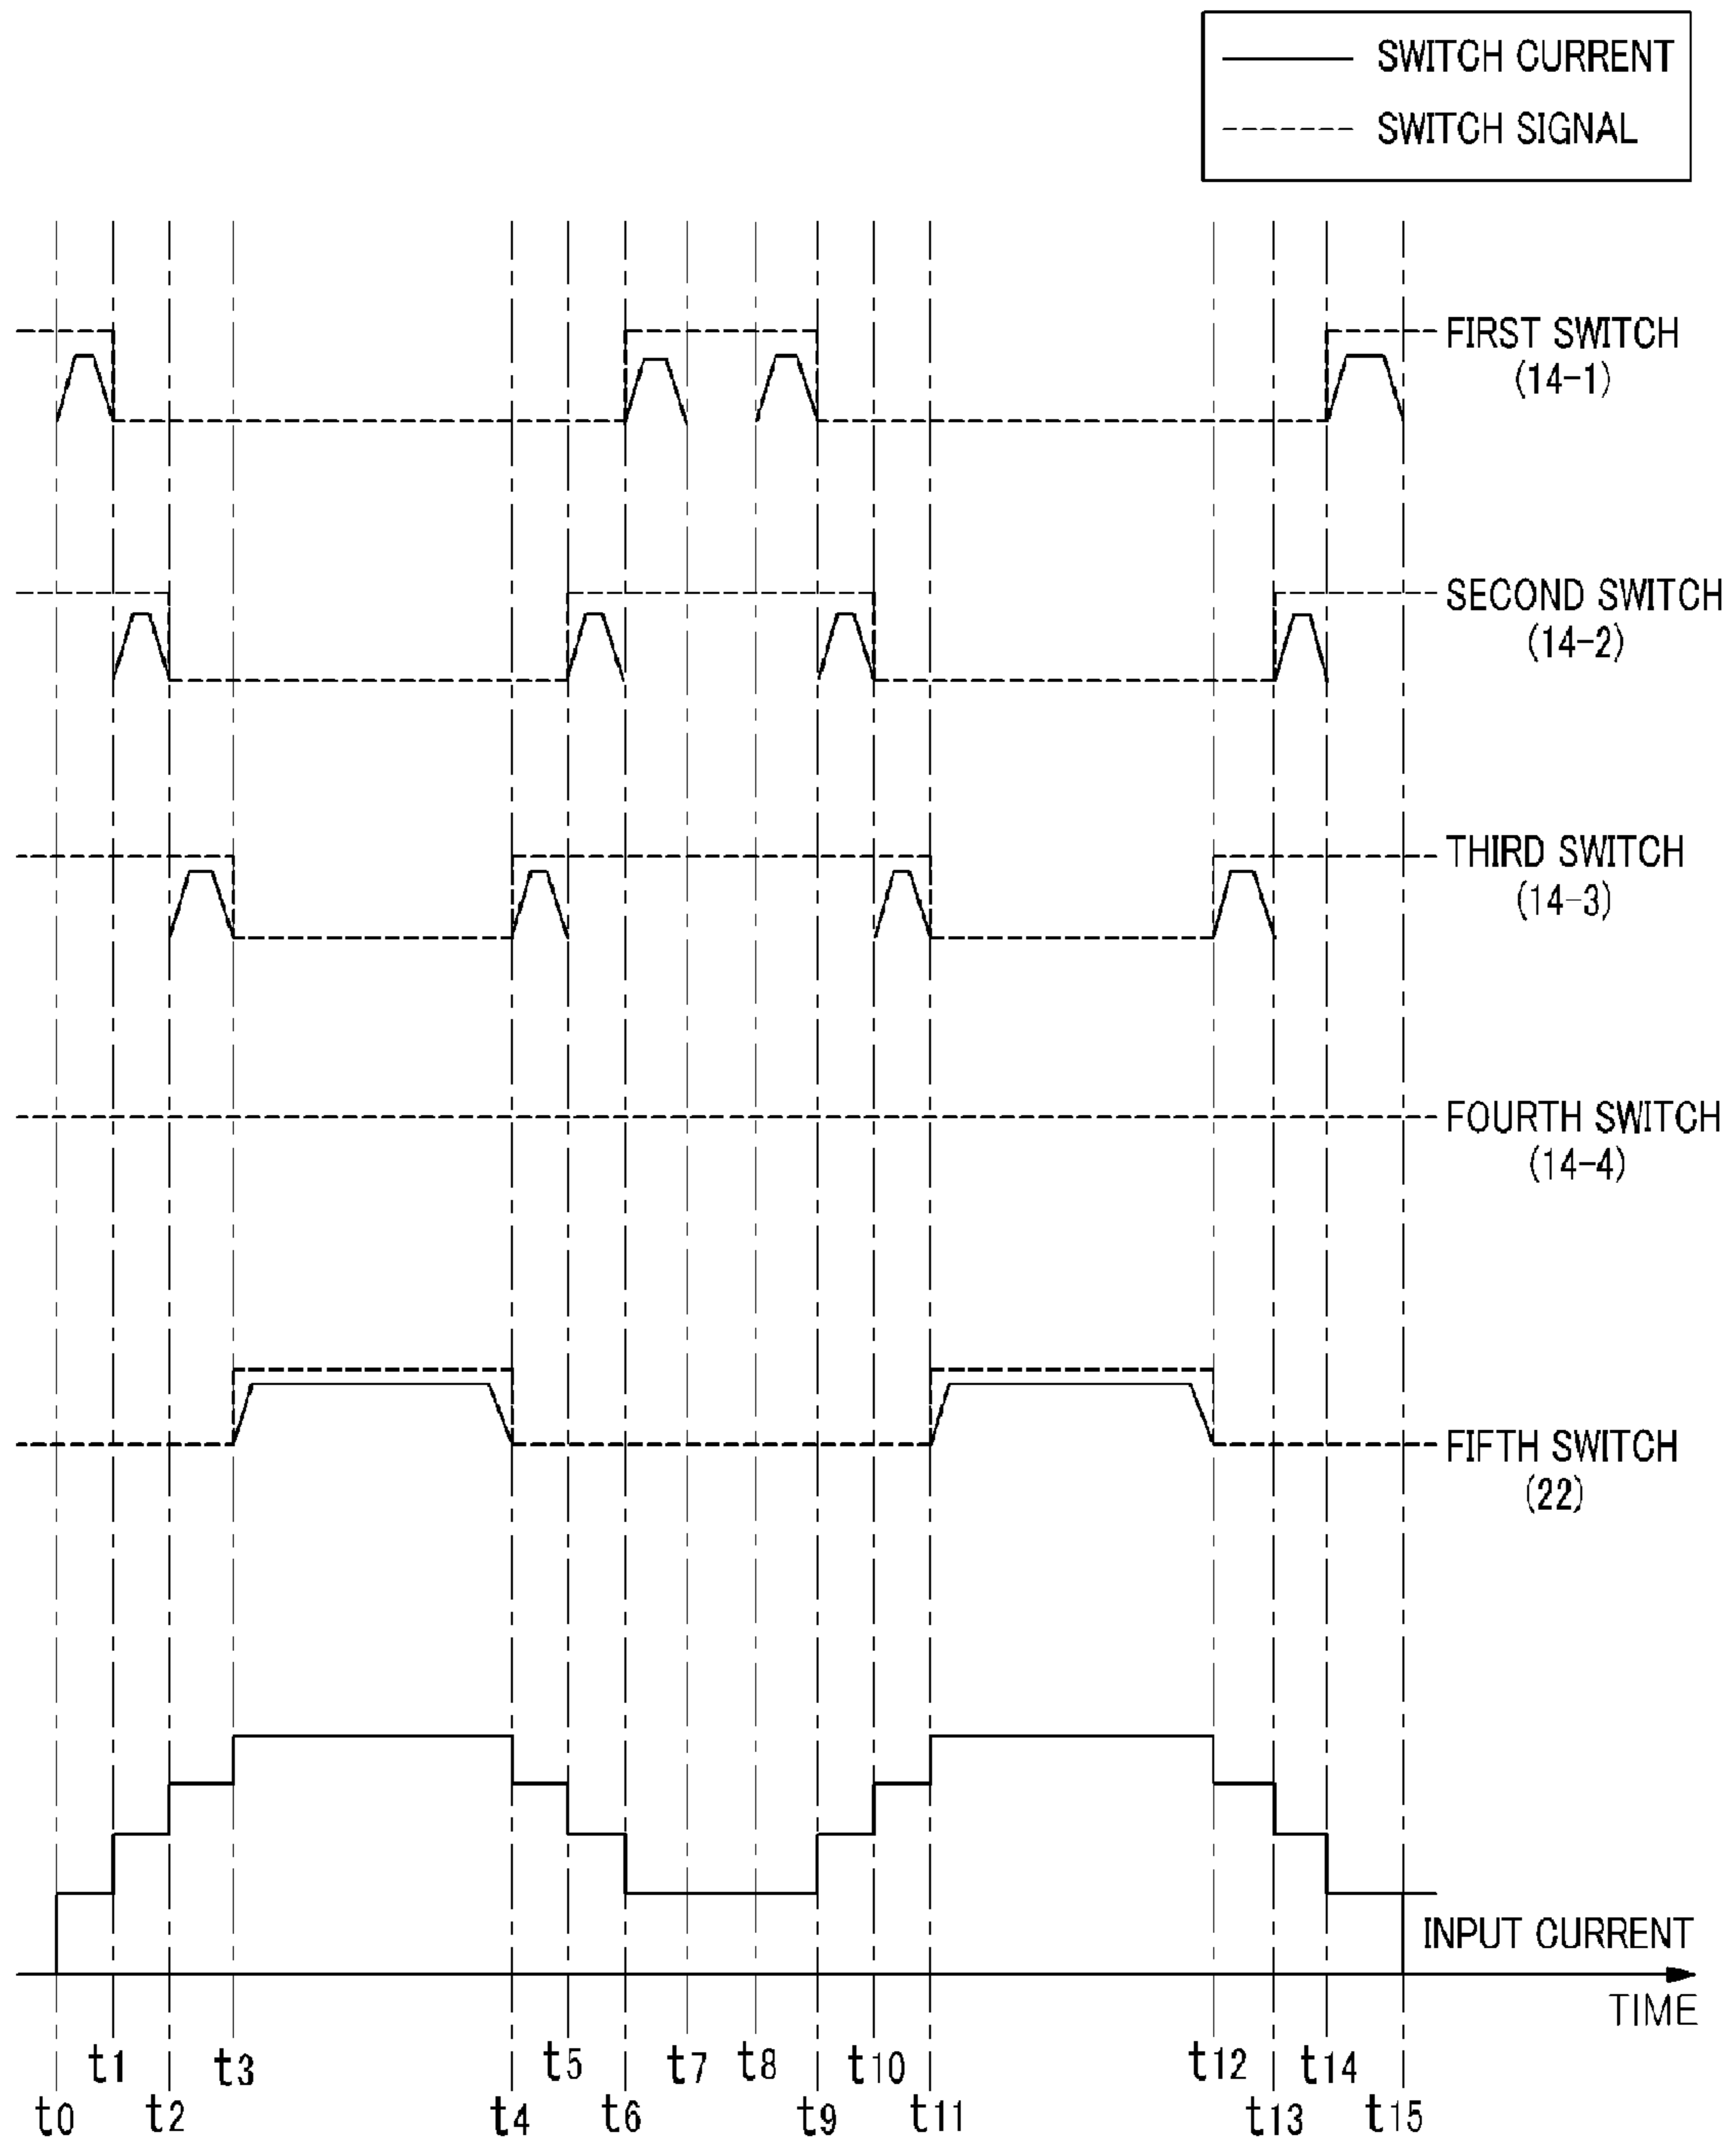 SWITCH CURRENT
SWITCH SIGNAL
FIRST SWITCH
(14-1)
SECOND SWITCH
(14-2)
THIRD SWITCH
(14-3)
FOURTH SWITCH
(14-4)
FIFTH SWITCH
(22)
INPUT CURRENT
TIME
t1 t3 t5 t7 t8 t10 t12 t14
t0 t2 t4 t6 t9 t11 t13 t15